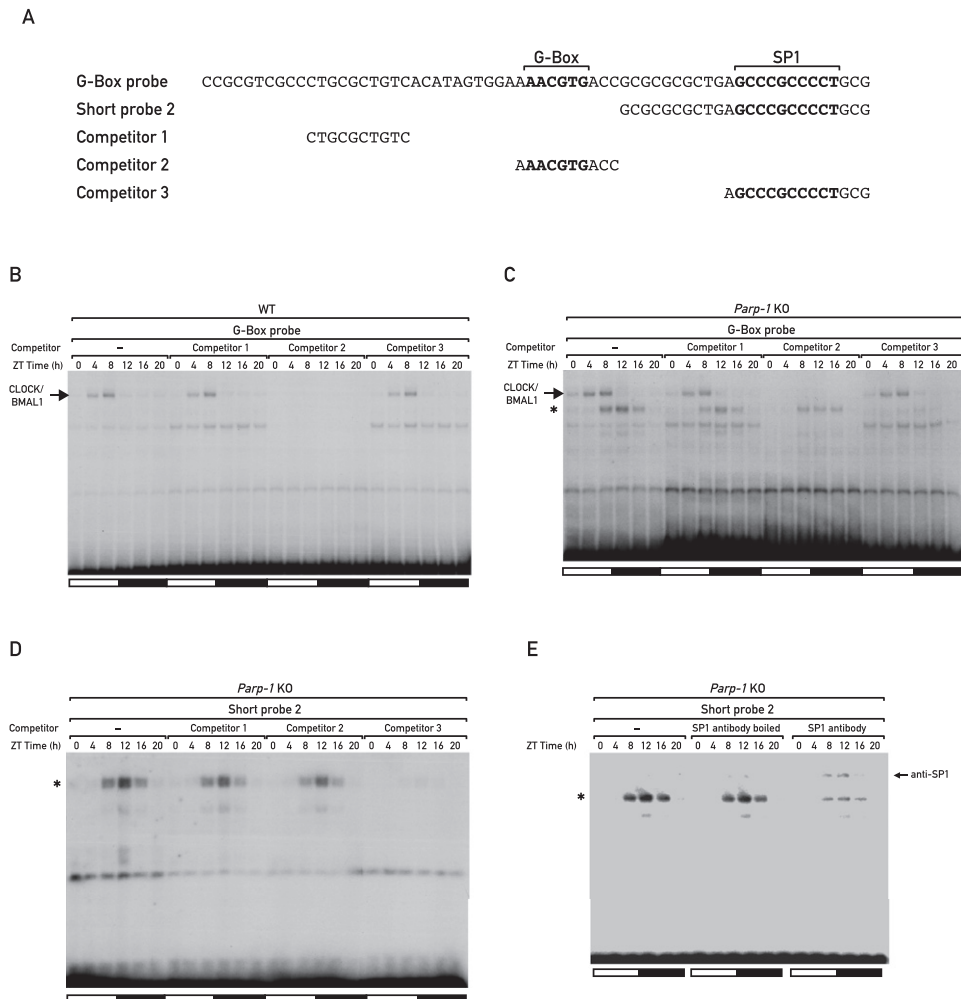 A
G-Box SP1
G-Box probe CCGCGTCGCCCTGCGCTGTCACATAGTGGAAAACGTGACCGCGCGCGCTGAGCCCGCCCCTGCG
Short probe 2 GCGCGCGCTGAGCCCGCCCCTGCG
Competitor 1 CTGCGCTGTC
Competitor 2 AAACGTGACC
Competitor 3 AGCCCGCCCCTGCG
B
WT
G-Box probe
Competitor – Competitor 1 Competitor 2 Competitor 3
ZT Time (h) 0 4 8 12 16 20 0 4 8 12 16 20 0 4 8 12 16 20 0 4 8 12 16 20
CLOCK/
BMAL1
C
Parp-1 KO
G-Box probe
Competitor – Competitor 1 Competitor 2 Competitor 3
ZT Time (h) 0 4 8 12 16 20 0 4 8 12 16 20 0 4 8 12 16 20 0 4 8 12 16 20
CLOCK/
BMAL1
*
D
Parp-1 KO
Short probe 2
Competitor – Competitor 1 Competitor 2 Competitor 3
ZT Time (h) 0 4 8 12 16 20 0 4 8 12 16 20 0 4 8 12 16 20 0 4 8 12 16 20
*
E
Parp-1 KO
Short probe 2
– SP1 antibody boiled SP1 antibody
ZT Time (h) 0 4 8 12 16 20 0 4 8 12 16 20 0 4 8 12 16 20
anti-SP1
*